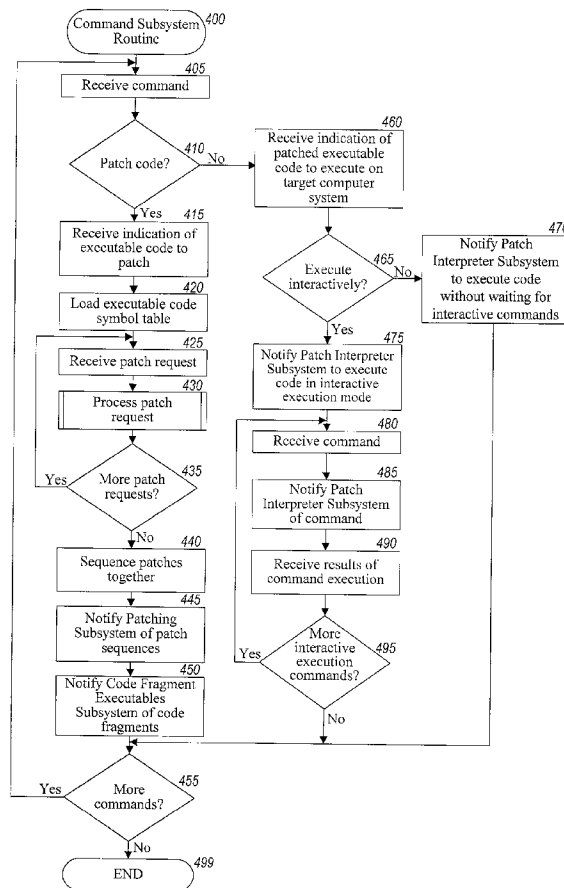 Command Subsystem
Routine
400
405
Receive command
410
Patch code?
No
Yes
415
Receive indication of
executable code to
patch
420
Load executable code
symbol table
425
Receive patch request
430
Process patch
request
435
More patch
requests?
Yes
No
440
Sequence patches
together
445
Notify Patching
Subsystem of patch
sequences
450
Notify Code Fragment
Executables
Subsystem of code
fragments
455
More
commands?
Yes
No
END
499
460
Receive indication of
patched executable
code to execute on
target computer
system
465
Execute
interactively?
No
Yes
470
Notify Patch
Interpreter Subsystem
to execute code
without waiting for
interactive commands
475
Notify Patch Interpreter
Subsystem to execute
code in interactive
execution mode
480
Receive command
485
Notify Patch
Interpreter Subsystem
of command
490
Receive results of
command execution
495
More
interactive
execution
commands?
Yes
No